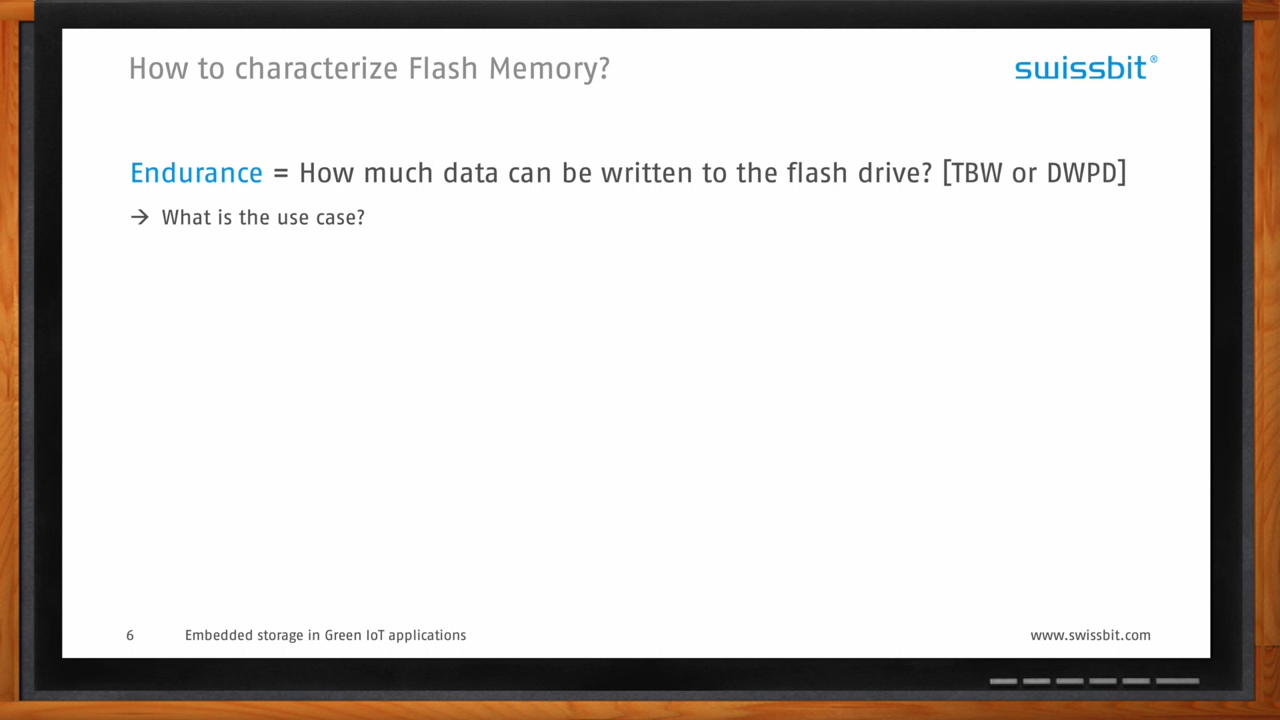 How to characterize Flash Memory?
swissbit®
Endurance = How much data can be written to the flash drive? [TBW or DWPD]
→ What is the use case?
6 Embedded storage in Green IoT applications www.swissbit.com